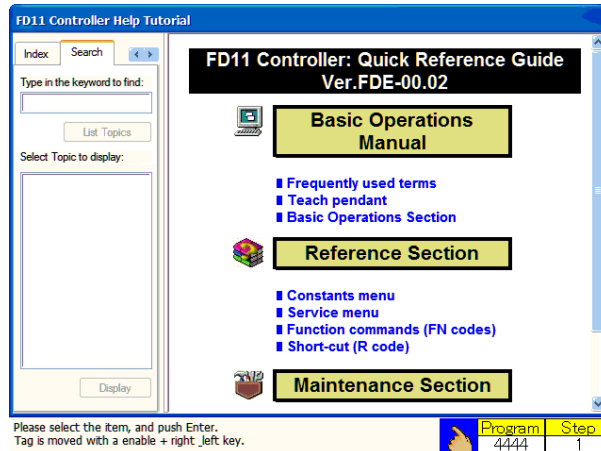 FD11 Controller Help Tutorial
Index
Search
Type in the keyword to find:
List Topics
Select Topic to display:
Display
FD11 Controller: Quick Reference Guide
Ver.FDE-00.02
Basic Operations
Manual
Frequently used terms
Teach pendant
Basic Operations Section
Reference Section
Constants menu
Service menu
Function commands (FN codes)
Short-cut (R code)
Maintenance Section
Please select the item, and push Enter.
Tag is moved with a enable + right_left key.
Program Step
4444 1